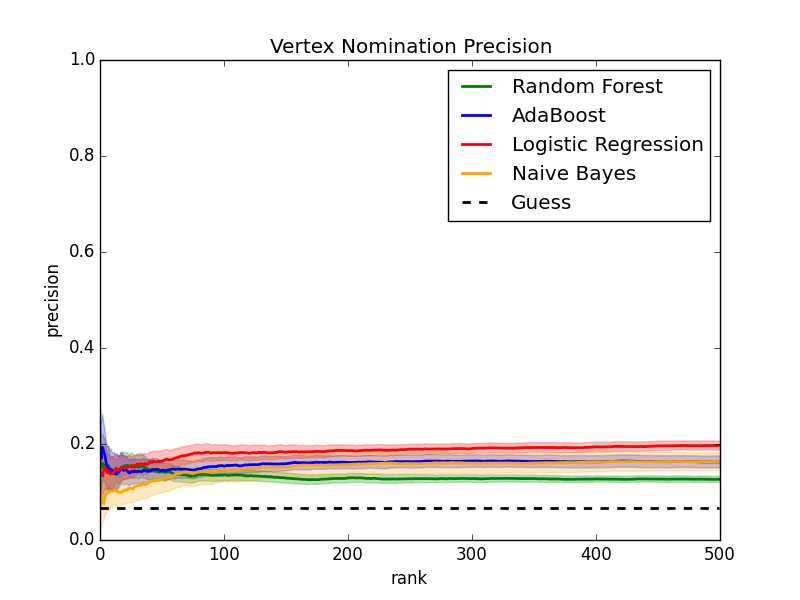 Vertex Nomination Precision
1.0
0.8
0.6
0.4
0.2
0.0
precision
Random Forest
AdaBoost
Logistic Regression
Naive Bayes
Guess
0 100 200 300 400 500
rank